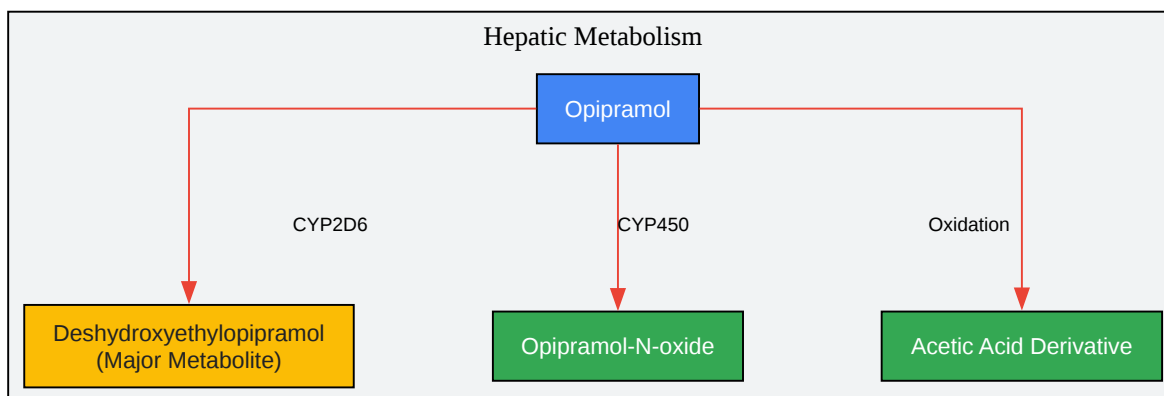 Hepatic Metabolism
Opipramol
CYP2D6
CYP450
Oxidation
Deshydroxyethylopipramol
(Major Metabolite)
Opipramol-N-oxide
Acetic Acid Derivative